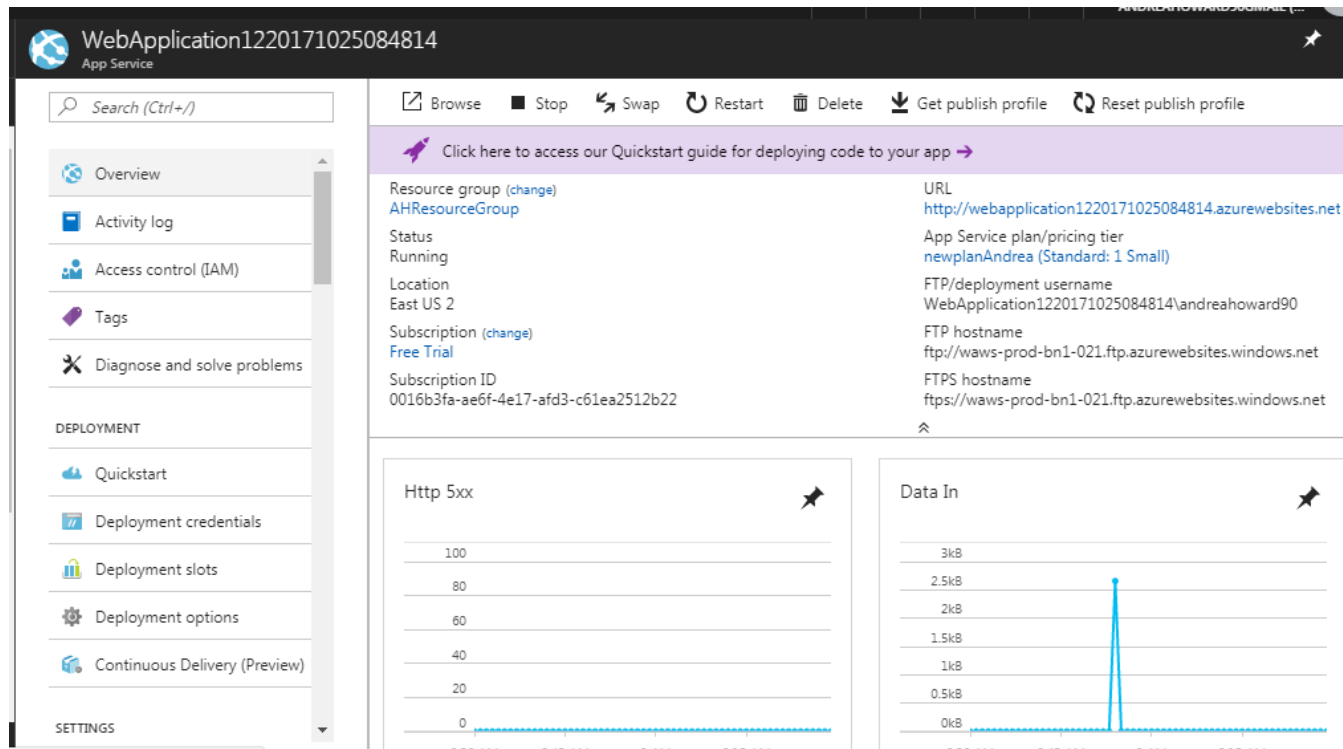 WebApplication1220171025084814
App Service
Search (Ctrl+/)
Overview
Activity log
Access control (IAM)
Tags
Diagnose and solve problems
DEPLOYMENT
Quickstart
Deployment credentials
Deployment slots
Deployment options
Continuous Delivery (Preview)
SETTINGS
Browse Stop Swap Restart Delete Get publish profile Reset publish profile
Click here to access our Quickstart guide for deploying code to your app →
Resource group (change)
AHResourceGroup
Status
Running
Location
East US 2
Subscription (change)
Free Trial
Subscription ID
0016b3fa-ae6f-4e17-afd3-c61ea2512b22
URL
http://webapplication1220171025084814.azurewebsites.net
App Service plan/pricing tier
newplanAndrea (Standard: 1 Small)
FTP/deployment username
WebApplication1220171025084814\andreahoward90
FTP hostname
ftp://waws-prod-bn1-021.ftp.azurewebsites.windows.net
FTPS hostname
ftps://waws-prod-bn1-021.ftp.azurewebsites.windows.net
Http 5xx
100
80
60
40
20
0
Data In
3kB
2.5kB
2kB
1.5kB
1kB
0.5kB
0kB